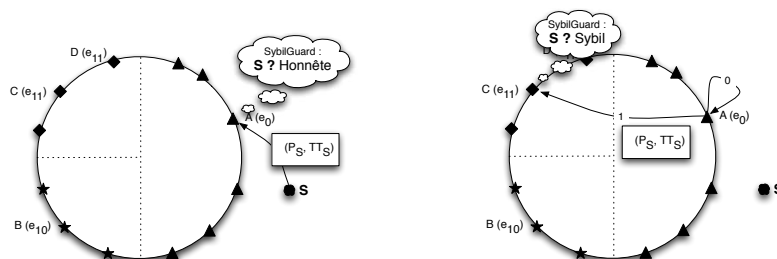 D (e11)
C (e11)
B (e10)
SybilGuard :
S ? Honnête
A (e0)
(PS, TTS)
S
SybilGuard :
S ? Sybil
C (e11)
B (e10)
0
A (e0)
1
(PS, TTS)
S